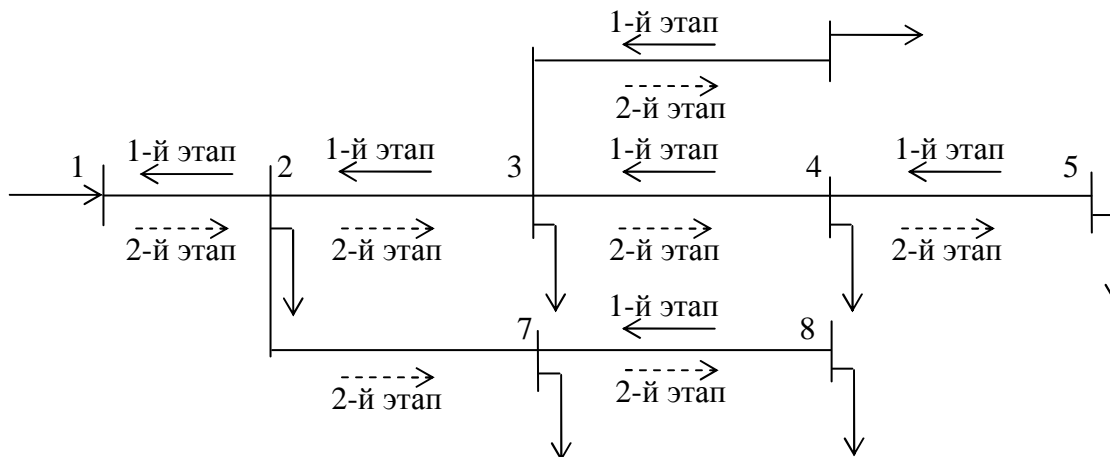 1-й этап
2-й этап
1 1-й этап 2 1-й этап 3 1-й этап 4 1-й этап 5
2-й этап 2-й этап 2-й этап 2-й этап
7 1-й этап 8
2-й этап 2-й этап